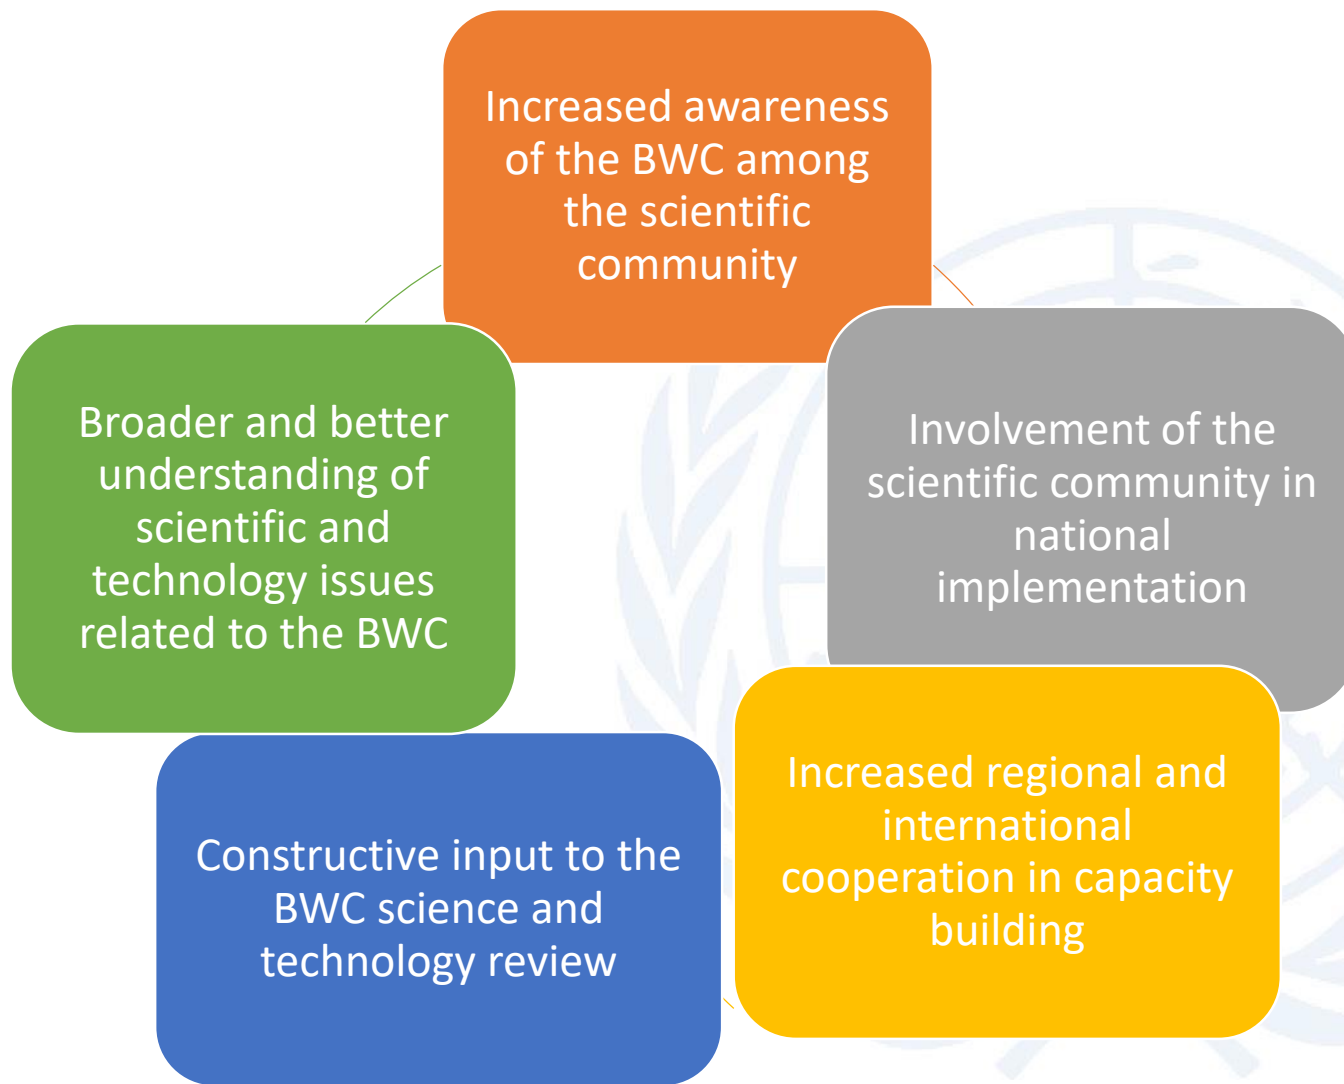 Increased awareness
of the BWC among
the scientific
community
Involvement of the
scientific community in
national
implementation
Increased regional and
international
cooperation in capacity
building
Constructive input to the
BWC science and
technology review
Broader and better
understanding of
scientific and
technology issues
related to the BWC